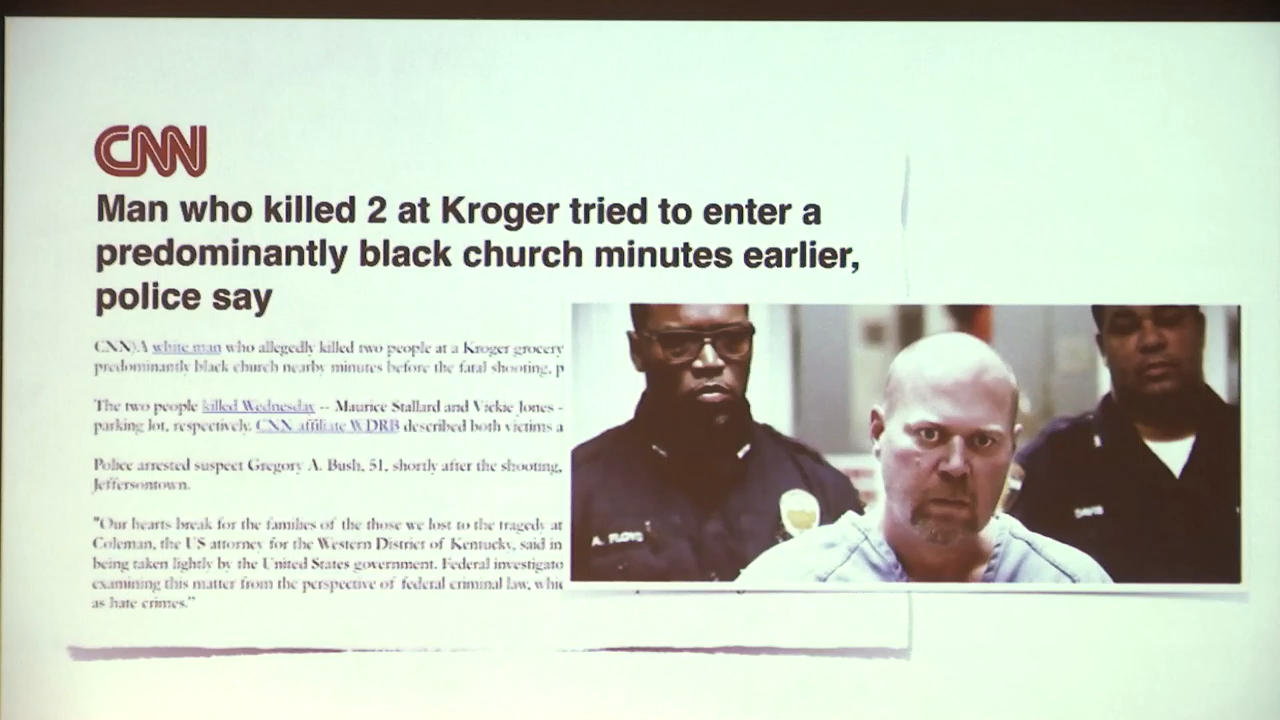 CNN
Man who killed 2 at Kroger tried to enter a
predominantly black church minutes earlier,
police say
CNN)A white man who allegedly killed two people at a Kroger grocery
predominantly black church nearby minutes before the fatal shooting, p
The two people killed Wednesday -- Maurice Stallard and Vickie Jones -
parking lot, respectively. CNN affiliate WDRB described both victims a
Police arrested suspect Gregory A. Bush, 51, shortly after the shooting,
Jeffersontown.
"Our hearts break for the families of the those we lost to the tragedy at
Coleman, the US attorney for the Western District of Kentucky, said in
being taken lightly by the United States government. Federal investigato
examining this matter from the perspective of federal criminal law, whic
as hate crimes."
A. FLOYD
DAVIS